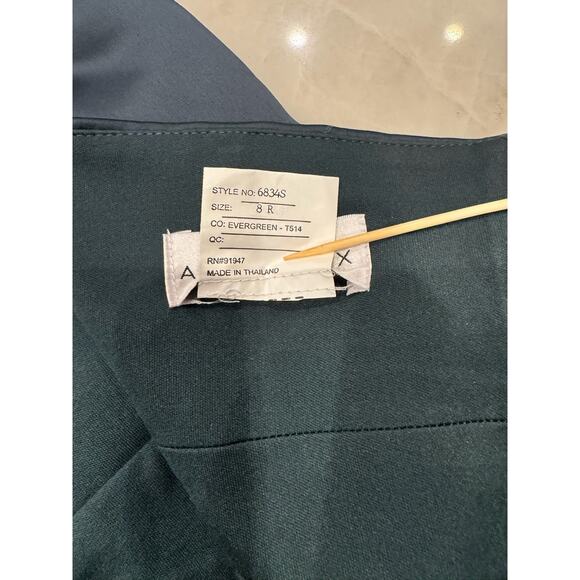 STYLE NO: 6834S
SIZE: 8 R
CO: EVERGREEN - T514
QC:
RN#91947
MADE IN THAILAND
A X